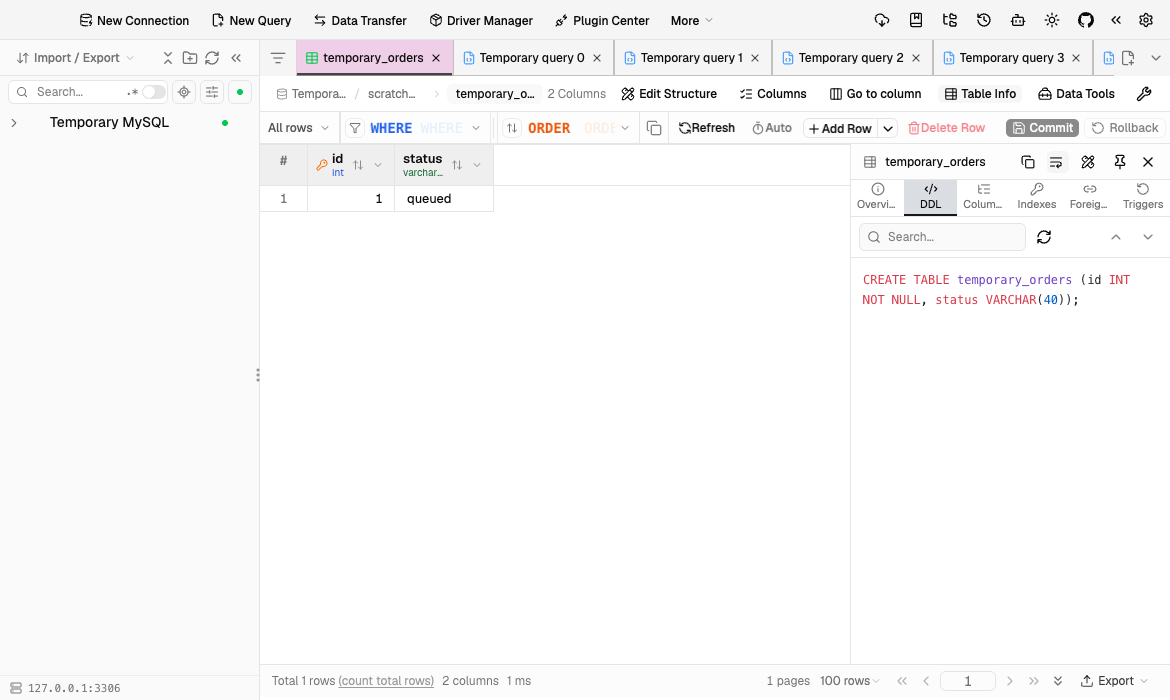 New Connection New Query Data Transfer Driver Manager Plugin Center More
Import / Export
temporary_orders Temporary query 0 Temporary query 1 Temporary query 2 Temporary query 3
Search... .*
Tempora... / scratch... temporary_o... 2 Columns Edit Structure Columns Go to column Table Info Data Tools
Temporary MySQL
All rows WHERE WHERE ORDER ORDE Refresh Auto Add Row Delete Row Commit Rollback
# id int status varchar...
1 1 queued
temporary_orders
Overvi... DDL Colum... Indexes Foreig... Triggers
Search...
CREATE TABLE temporary_orders (id INT
NOT NULL, status VARCHAR(40));
127.0.0.1:3306
Total 1 rows (count total rows) 2 columns 1 ms 1 pages 100 rows 1 Export